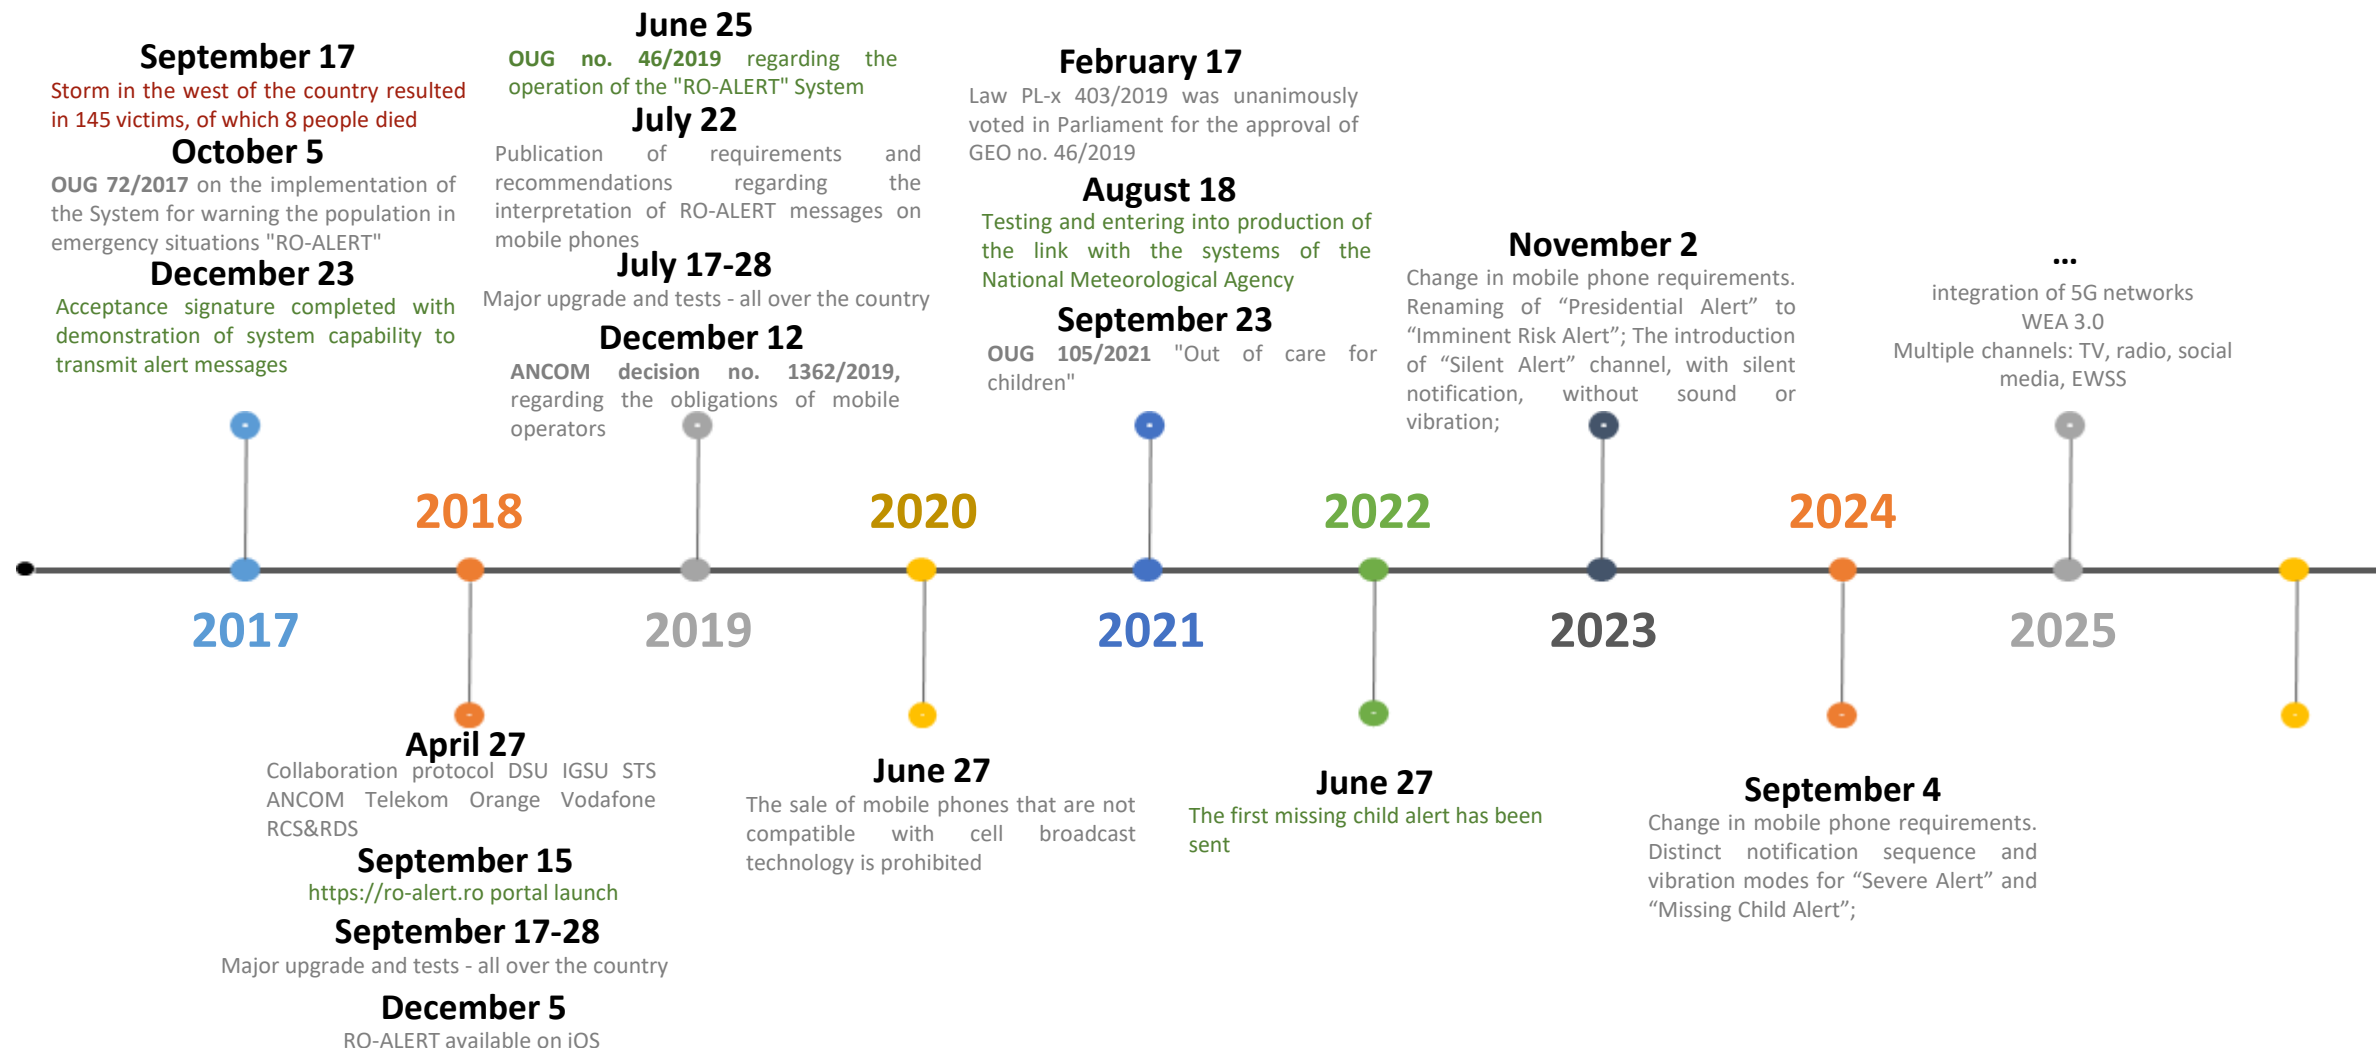 September 17
Storm in the west of the country resulted
in 145 victims, of which 8 people died
October 5
OUG 72/2017 on the implementation of
the System for warning the population in
emergency situations "RO-ALERT"
December 23
Acceptance signature completed with
demonstration of system capability to
transmit alert messages
June 25
OUG no. 46/2019 regarding the
operation of the "RO-ALERT" System
July 22
Publication of requirements and
recommendations regarding the
interpretation of RO-ALERT messages on
mobile phones
July 17-28
Major upgrade and tests - all over the country
December 12
ANCOM decision no. 1362/2019,
regarding the obligations of mobile
operators
February 17
Law PL-x 403/2019 was unanimously
voted in Parliament for the approval of
GEO no. 46/2019
August 18
Testing and entering into production of
the link with the systems of the
National Meteorological Agency
September 23
OUG 105/2021 "Out of care for
children"
November 2
Change in mobile phone requirements.
Renaming of “Presidential Alert” to
“Imminent Risk Alert”; The introduction
of “Silent Alert” channel, with silent
notification, without sound or
vibration;
...
integration of 5G networks
WEA 3.0
Multiple channels: TV, radio, social
media, EWSS
2018
2020
2022
2024
2017
2019
2021
2023
2025
April 27
Collaboration protocol DSU IGSU STS
ANCOM Telekom Orange Vodafone
RCS&RDS
September 15
https://ro-alert.ro portal launch
September 17-28
Major upgrade and tests - all over the country
December 5
RO-ALERT available on iOS
June 27
The sale of mobile phones that are not
compatible with cell broadcast
technology is prohibited
June 27
The first missing child alert has been
sent
September 4
Change in mobile phone requirements.
Distinct notification sequence and
vibration modes for “Severe Alert” and
“Missing Child Alert”;